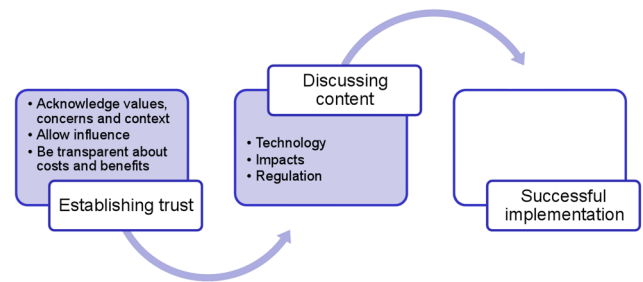 • Acknowledge values,
concerns and context
• Allow influence
• Be transparent about
costs and benefits
Establishing trust
Discussing
content
• Technology
• Impacts
• Regulation
Successful
implementation